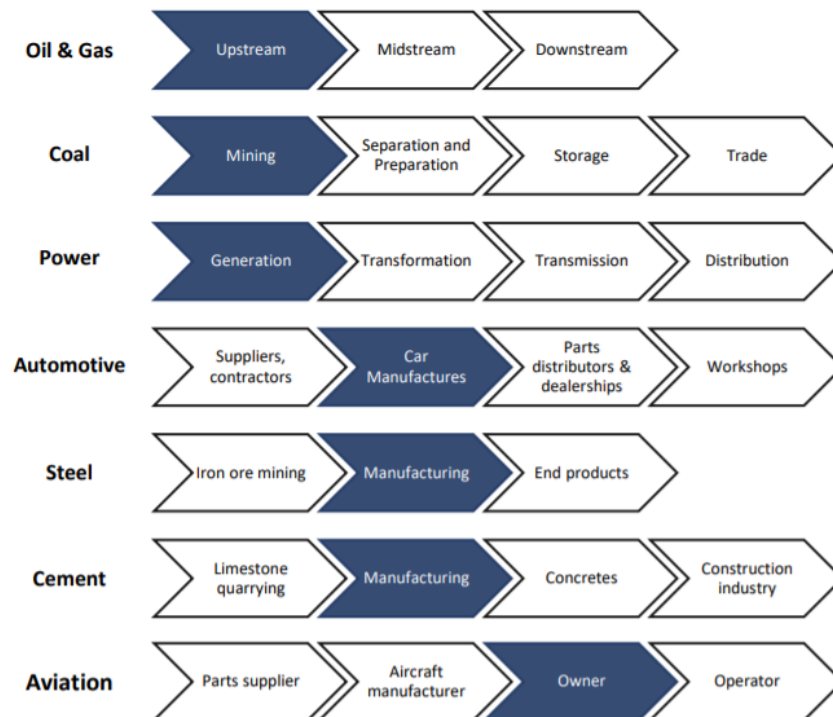 Oil & Gas
Upstream
Midstream
Downstream
Coal
Mining
Separation and
Preparation
Storage
Trade
Power
Generation
Transformation
Transmission
Distribution
Automotive
Suppliers,
contractors
Car
Manufactures
Parts
distributors &
dealerships
Workshops
Steel
Iron ore mining
Manufacturing
End products
Cement
Limestone
quarrying
Manufacturing
Concretes
Construction
industry
Aviation
Parts supplier
Aircraft
manufacturer
Owner
Operator